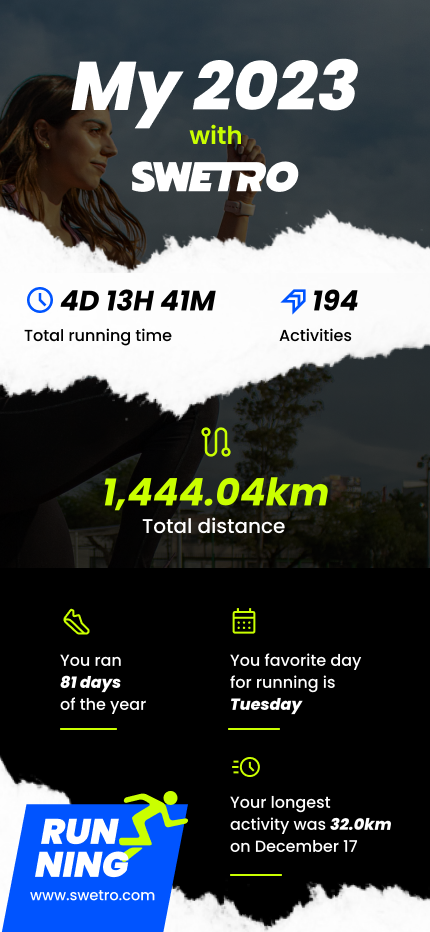 My 2023
with
SWETRO
4D 13H 41M
Total running time
194
Activities
1,444.04km
Total distance
You ran
81 days
of the year
You favorite day
for running is
Tuesday
Your longest
activity was 32.0km
on December 17
RUN
NING
www.swetro.com